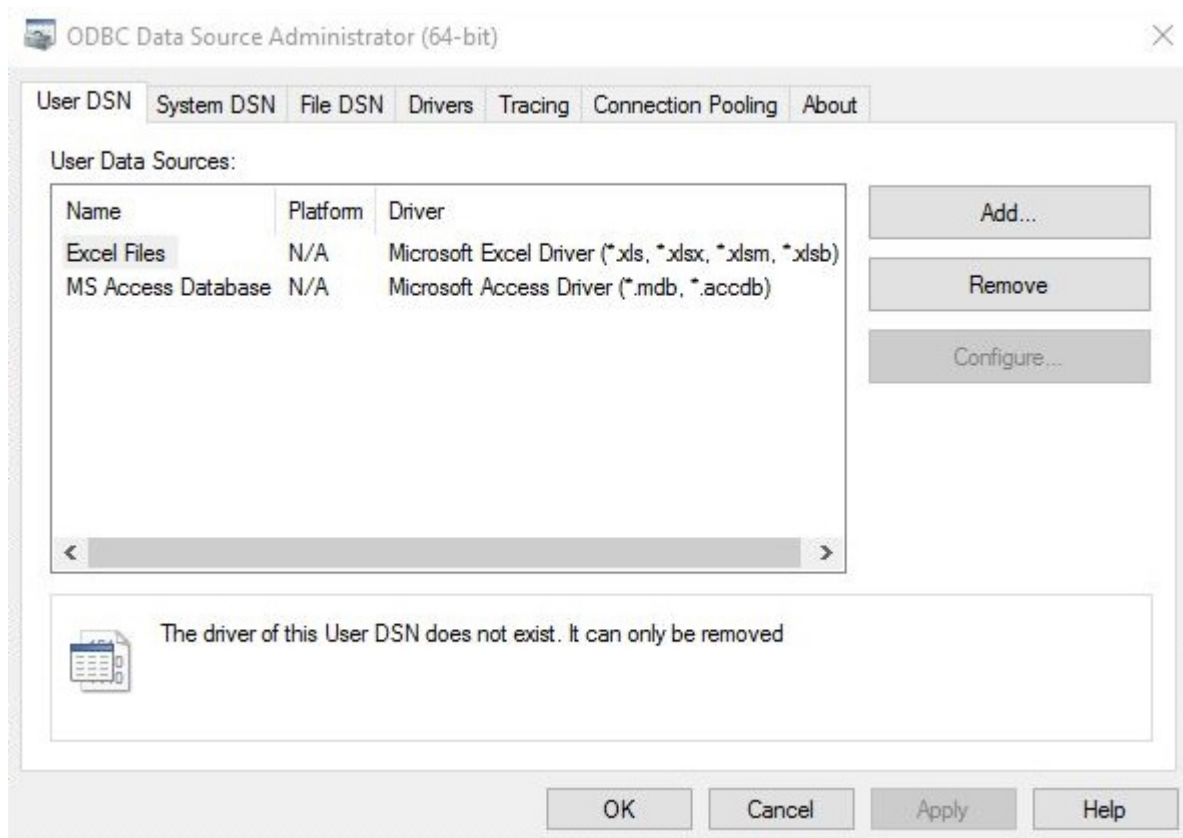 ODBC Data Source Administrator (64-bit)
User DSN System DSN File DSN Drivers Tracing Connection Pooling About
User Data Sources:
Name Platform Driver
Excel Files N/A Microsoft Excel Driver (*.xls, *.xlsx, *.xlsm, *.xlsb)
MS Access Database N/A Microsoft Access Driver (*.mdb, *.accdb)
Add...
Remove
Configure...
The driver of this User DSN does not exist. It can only be removed
OK Cancel Apply Help